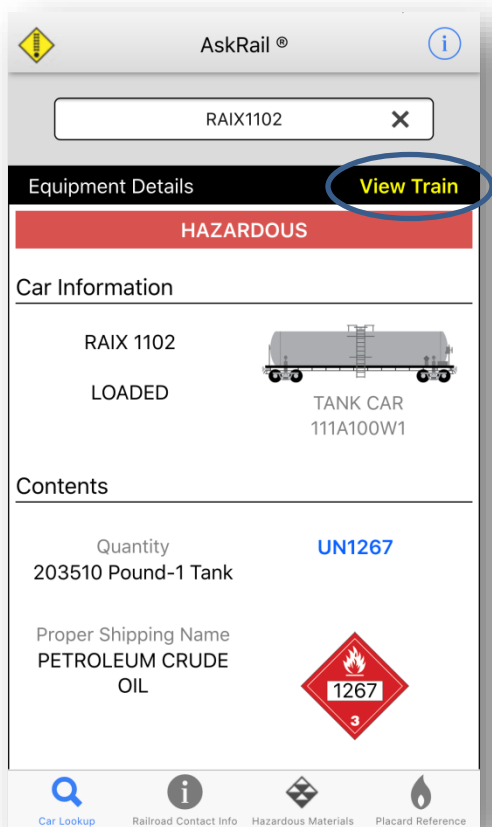 AskRail ®
i
RAIX1102 ✕
Equipment Details View Train
HAZARDOUS
Car Information
RAIX 1102
LOADED
TANK CAR
111A100W1
Contents
Quantity
203510 Pound-1 Tank
UN1267
Proper Shipping Name
PETROLEUM CRUDE
OIL
1267
3
Car Lookup Railroad Contact Info Hazardous Materials Placard Reference